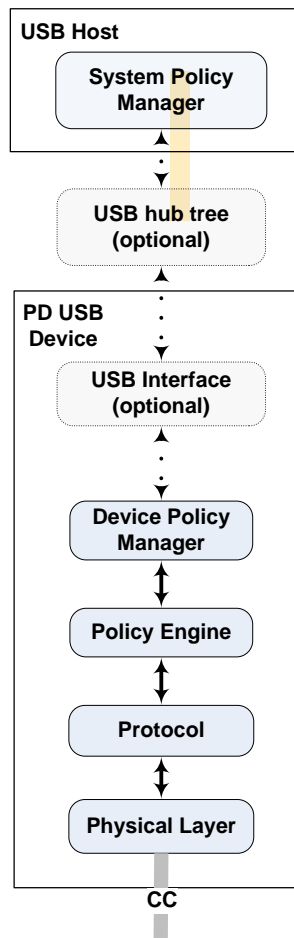 USB Host
System Policy
Manager
USB hub tree
(optional)
PD USB
Device
USB Interface
(optional)
Device Policy
Manager
Policy Engine
Protocol
Physical Layer
CC